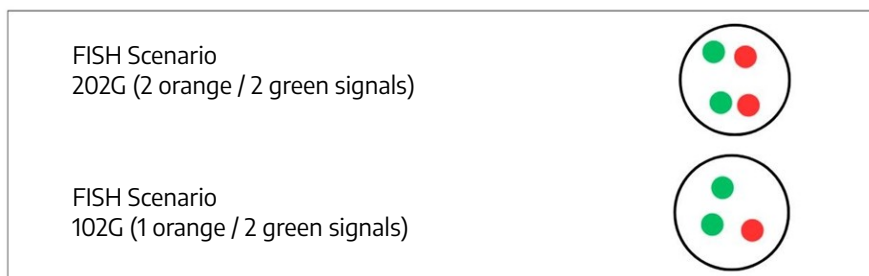 FISH Scenario
202G (2 orange / 2 green signals)
FISH Scenario
102G (1 orange / 2 green signals)